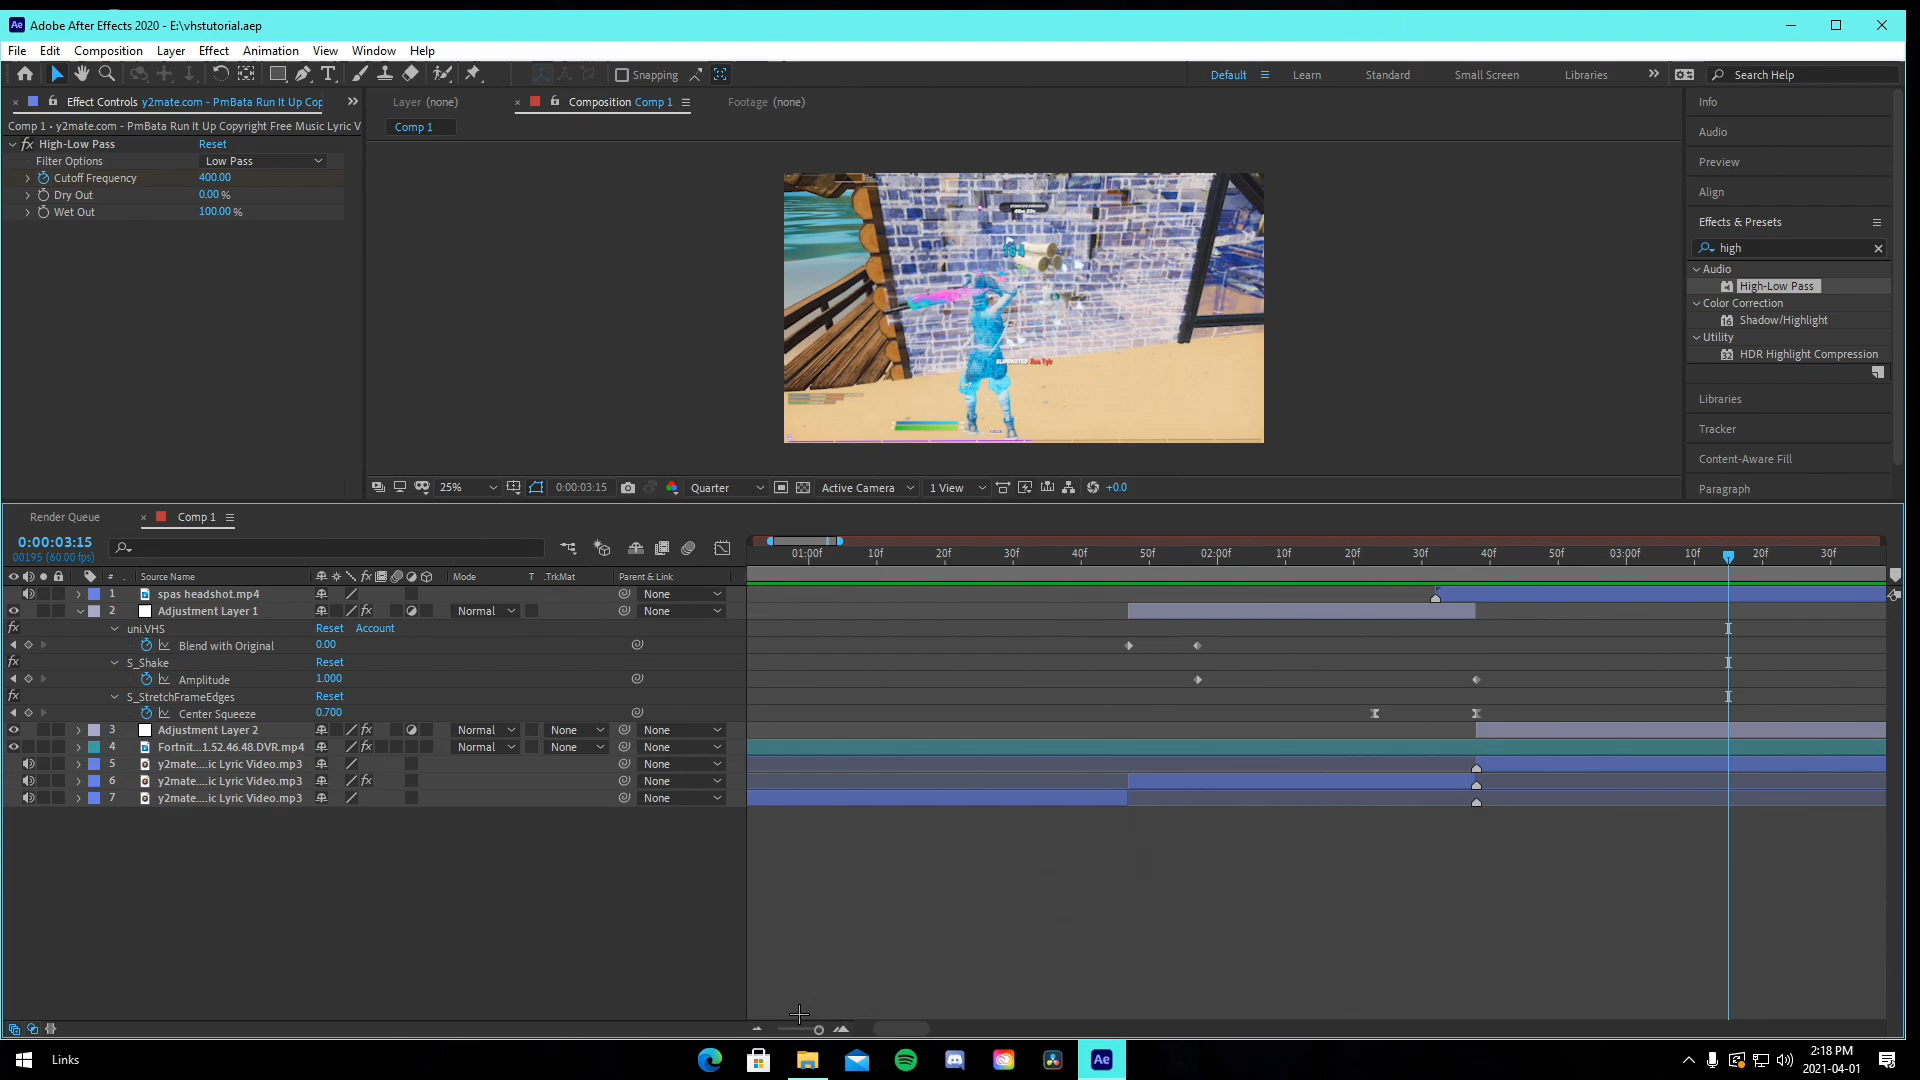 Adobe After Effects 2020 - E:\vhstutorial.aep
File Edit Composition Layer Effect Animation View Window Help
Snapping Default Learn Standard Small Screen Libraries Search Help
Effect Controls y2mate.com - PmBata Run It Up Cop
Layer (none) Composition Comp 1 Footage (none)
Comp 1 • y2mate.com - PmBata Run It Up Copyright Free Music Lyric V
Comp 1
High-Low Pass Reset
Filter Options Low Pass
Cutoff Frequency 400.00
Dry Out 0.00 %
Wet Out 100.00 %
164
ELIMINATED
Info
Audio
Preview
Align
Effects & Presets
high
Audio
High-Low Pass
Color Correction
Shadow/Highlight
Utility
HDR Highlight Compression
Libraries
Tracker
Content-Aware Fill
Paragraph
25% 0:00:03:15 Quarter Active Camera 1 View +0.0
Render Queue Comp 1
0:00:03:15
00195 (60.00 fps)
01:00f 10f 20f 30f 40f 50f 02:00f 10f 20f 30f 40f 50f 03:00f 10f 20f 30f
# Source Name Mode T .TrkMat Parent & Link
1 spas headshot.mp4 None
2 Adjustment Layer 1 Normal None
uni.VHS Reset Account
Blend with Original 0.00
S_Shake Reset
Amplitude 1.000
S_StretchFrameEdges Reset
Center Squeeze 0.700
3 Adjustment Layer 2 Normal None None
4 Fortnit...1.52.46.48.DVR.mp4 Normal None None
5 y2mate....ic Lyric Video.mp3 None
6 y2mate....ic Lyric Video.mp3 None
7 y2mate....ic Lyric Video.mp3 None
Links
2:18 PM
2021-04-01